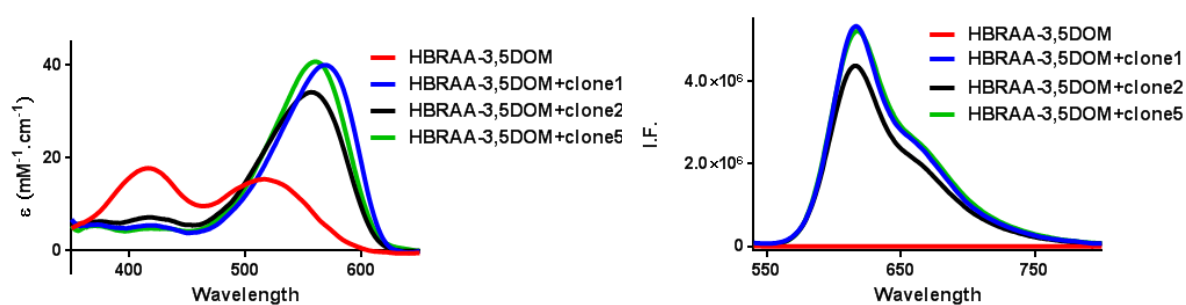 HBRAA-3,5DOM
HBRAA-3,5DOM+clone1
HBRAA-3,5DOM+clone2
HBRAA-3,5DOM+clone5
40
20
0
ε (mM⁻¹.cm⁻¹)
400
500
600
Wavelength
HBRAA-3,5DOM
HBRAA-3,5DOM+clone1
HBRAA-3,5DOM+clone2
HBRAA-3,5DOM+clone5
4.0×10⁶
2.0×10⁶
0
I.F.
550
650
750
Wavelength